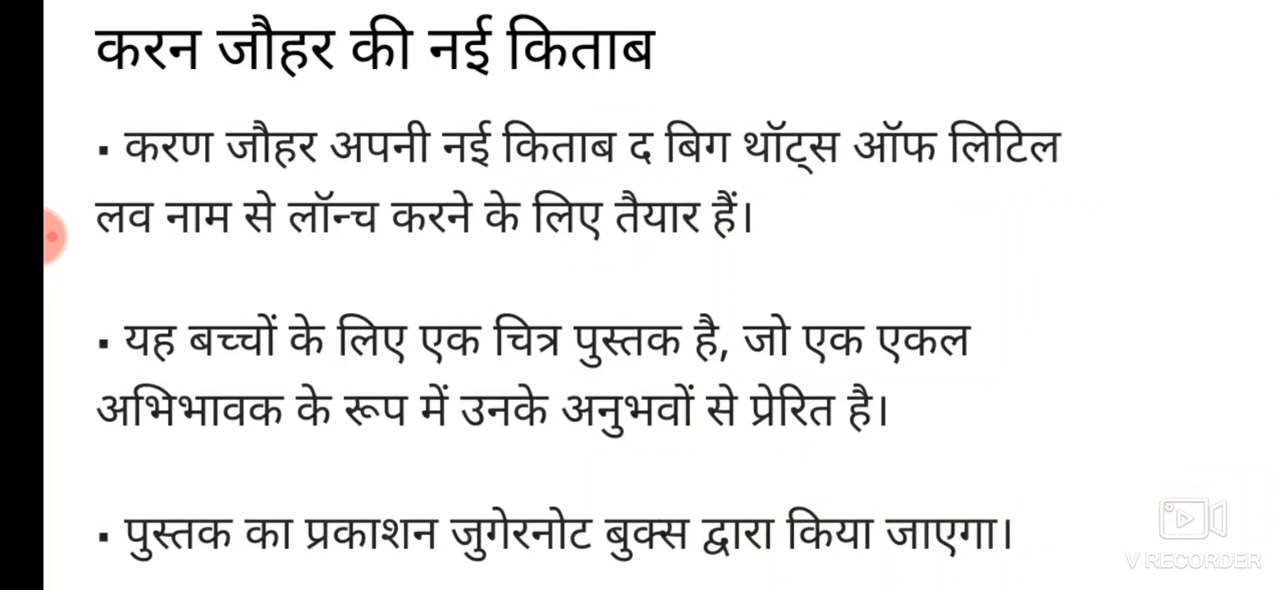 करन जौहर की नई किताब
▪ करण जौहर अपनी नई किताब द बिग थॉट्स ऑफ लिटिल
लव नाम से लॉन्च करने के लिए तैयार हैं।
▪ यह बच्चों के लिए एक चित्र पुस्तक है, जो एक एकल
अभिभावक के रूप में उनके अनुभवों से प्रेरित है।
▪ पुस्तक का प्रकाशन जुगेरनोट बुक्स द्वारा किया जाएगा।
V RECORDER